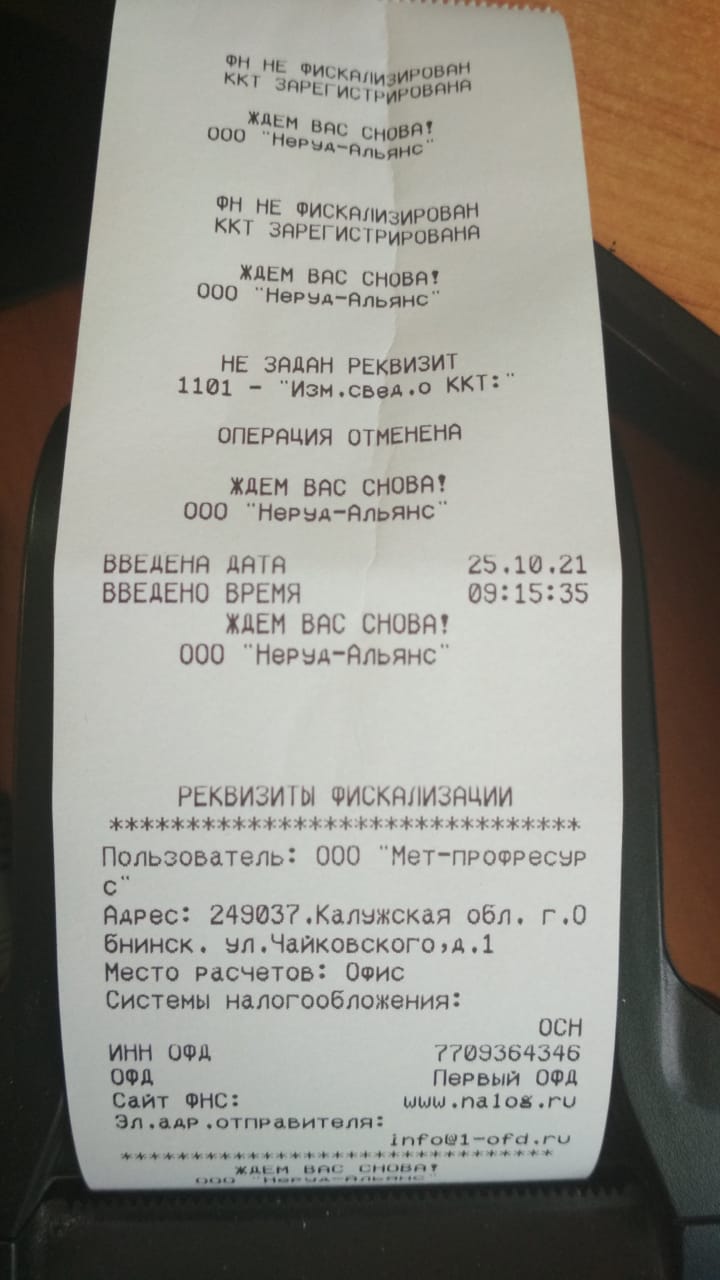 ФН НЕ ФИСКАЛИЗИРОВАН
ККТ ЗАРЕГИСТРИРОВАНА
ЖДЕМ ВАС СНОВА!
ООО "Неруд-Альянс"
ФН НЕ ФИСКАЛИЗИРОВАН
ККТ ЗАРЕГИСТРИРОВАНА
ЖДЕМ ВАС СНОВА!
ООО "Неруд-Альянс"
НЕ ЗАДАН РЕКВИЗИТ
1101 - "Изм.свед.о ККТ:"
ОПЕРАЦИЯ ОТМЕНЕНА
ЖДЕМ ВАС СНОВА!
ООО "Неруд-Альянс"
ВВЕДЕНА ДАТА 25.10.21
ВВЕДЕНО ВРЕМЯ 09:15:35
ЖДЕМ ВАС СНОВА!
ООО "Неруд-Альянс"
РЕКВИЗИТЫ ФИСКАЛИЗАЦИИ
*******************************
Пользователь: ООО "Мет-профресур
с"
Адрес: 249037.Калужская обл. г.О
бнинск. ул.Чайковского,д.1
Место расчетов: Офис
Системы налогообложения:
ОСН
ИНН ОФД 7709364346
ОФД Первый ОФД
Сайт ФНС: www.nalog.ru
Эл.адр.отправителя:
info@1-ofd.ru
*******************************
ЖДЕМ ВАС СНОВА!
ООО "Неруд-Альянс"